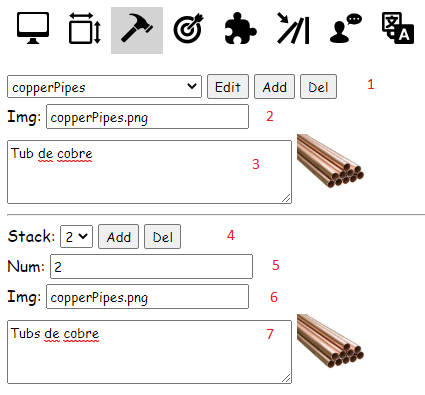 copperPipes Edit Add Del 1
Img: copperPipes.png 2
Tub de cobre 3
Stack: 2 Add Del 4
Num: 2 5
Img: copperPipes.png 6
Tubs de cobre 7